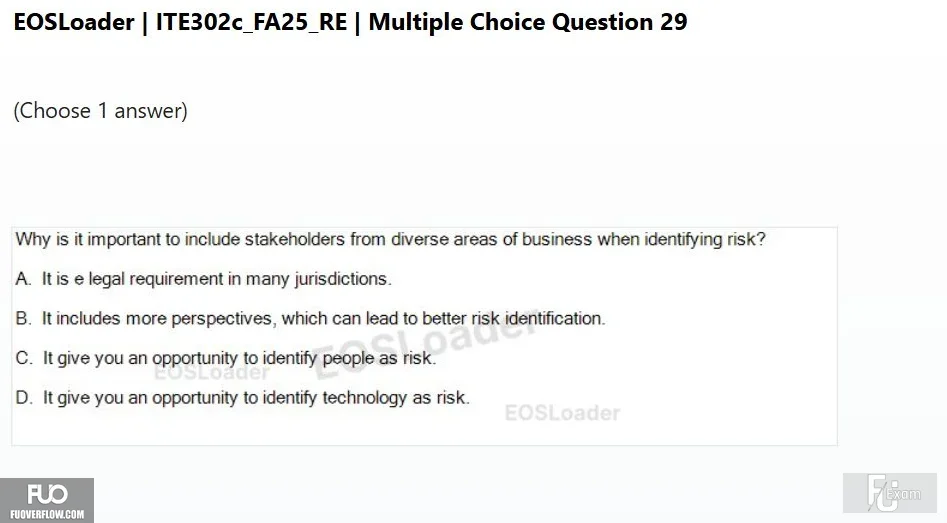 EOSLoader | ITE302c_FA25_RE | Multiple Choice Question 29
(Choose 1 answer)
Why is it important to include stakeholders from diverse areas of business when identifying risk?
A. It is e legal requirement in many jurisdictions.
B. It includes more perspectives, which can lead to better risk identification.
C. It give you an opportunity to identify people as risk.
D. It give you an opportunity to identify technology as risk.
EOSLoader
EOSLoader
EOSLoader
FUO
FUOVERFLOW.COM
FU Exam